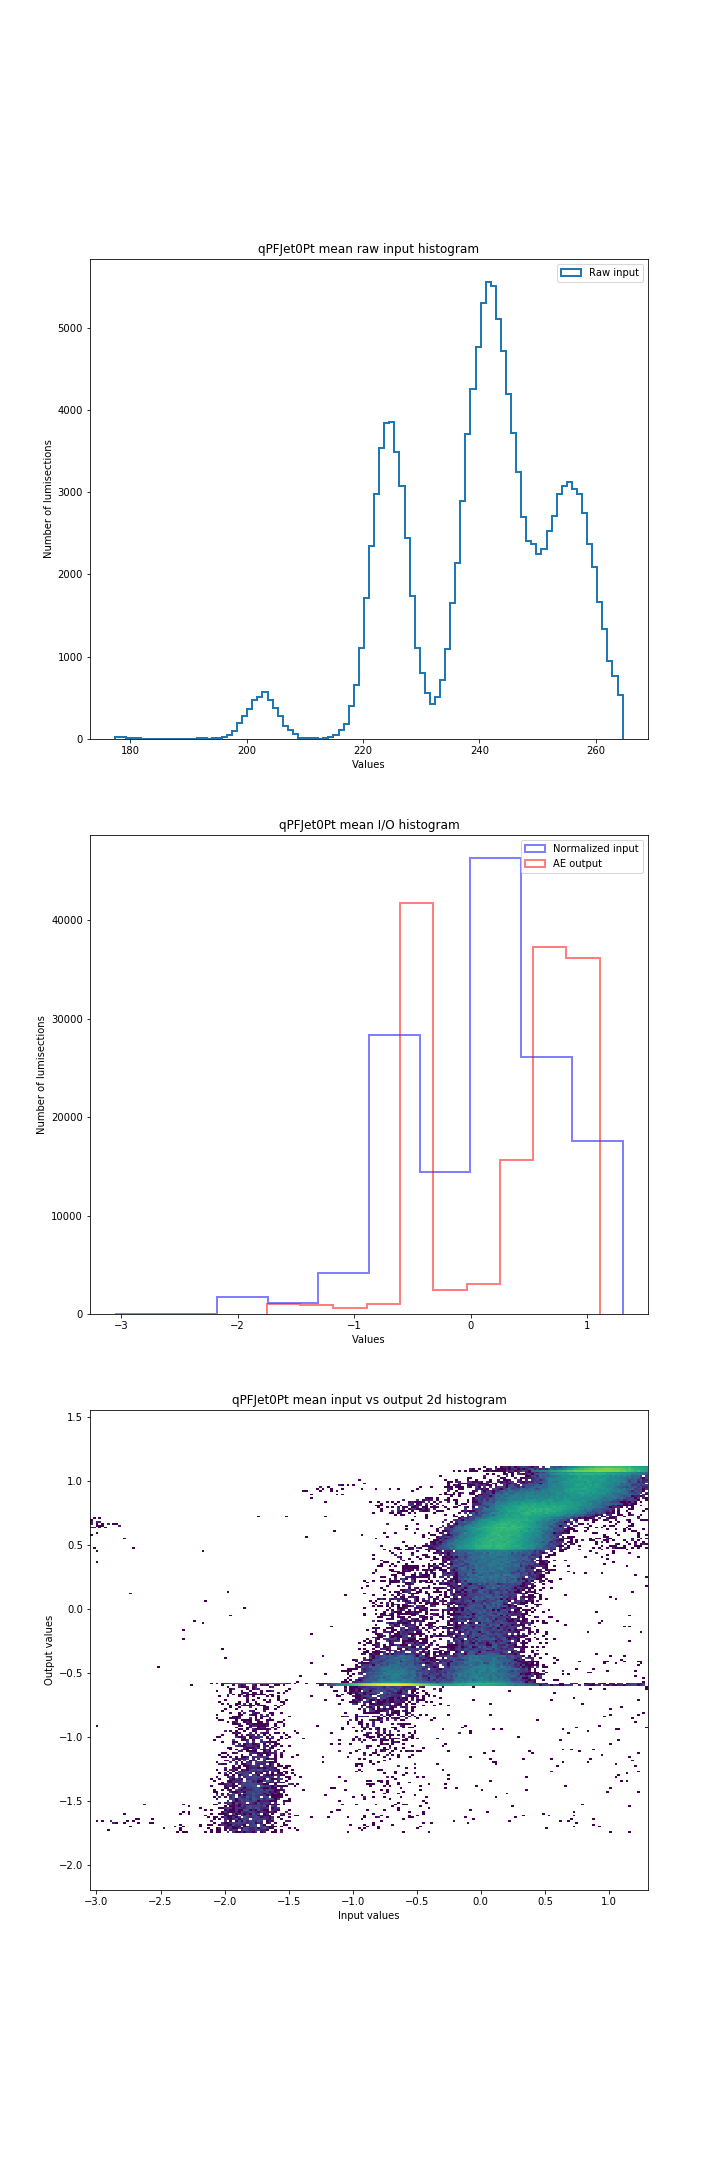 qPFJet0Pt mean raw input histogram
Raw input
5000
4000
3000
2000
1000
0
Number of lumisections
180 200 220 240 260
Values
qPFJet0Pt mean I/O histogram
Normalized input
AE output
40000
30000
20000
10000
0
Number of lumisections
−3 −2 −1 0 1
Values
qPFJet0Pt mean input vs output 2d histogram
1.5
1.0
0.5
0.0
−0.5
−1.0
−1.5
−2.0
Output values
−3.0 −2.5 −2.0 −1.5 −1.0 −0.5 0.0 0.5 1.0
Input values